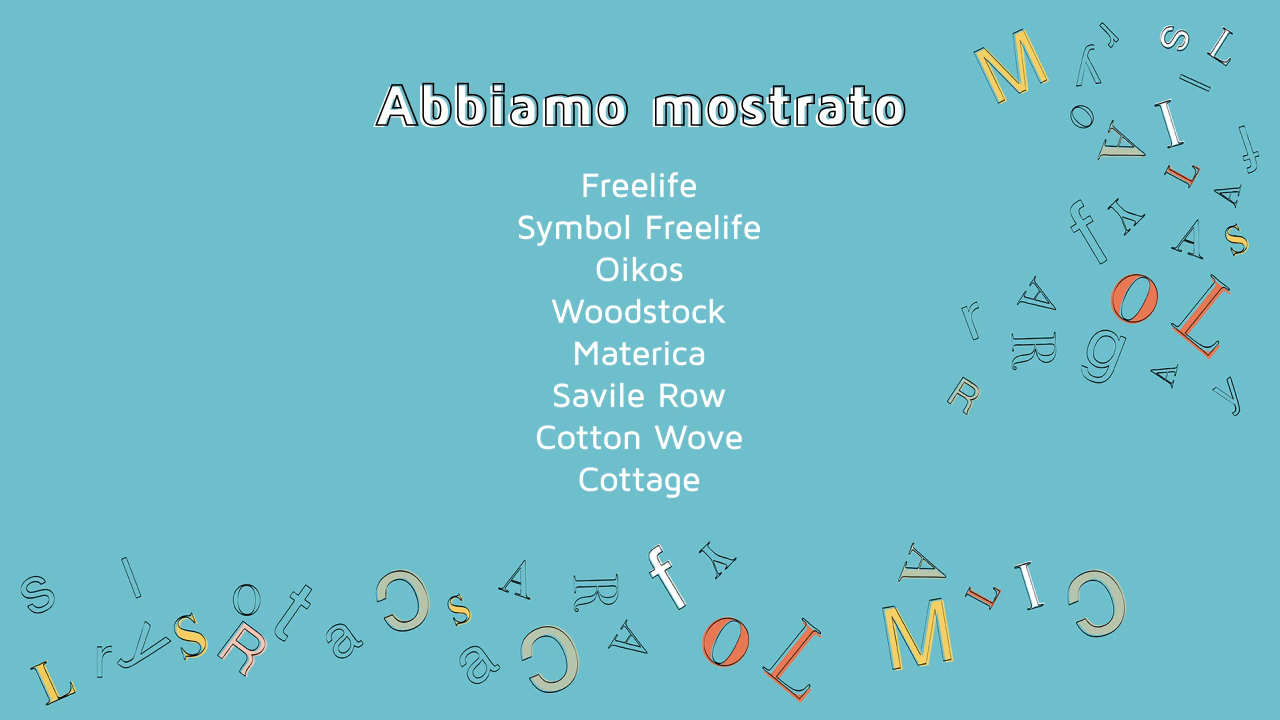 Abbiamo mostrato
Freelife
Symbol Freelife
Oikos
Woodstock
Materica
Savile Row
Cotton Wove
Cottage